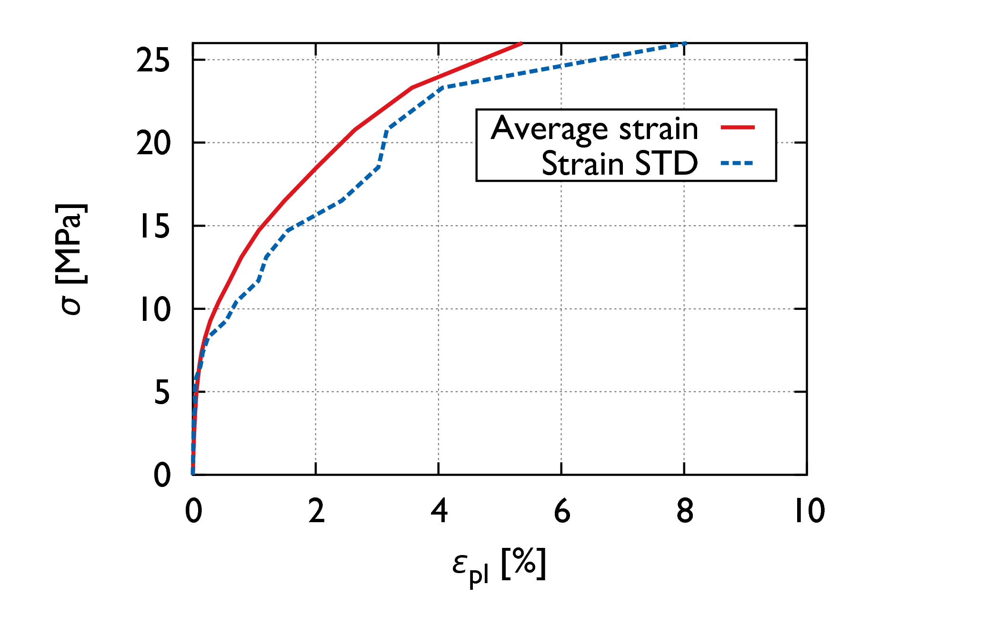 25
20
15
10
5
0
σ [MPa]
Average strain
Strain STD
0 2 4 6 8 10
εpl [%]